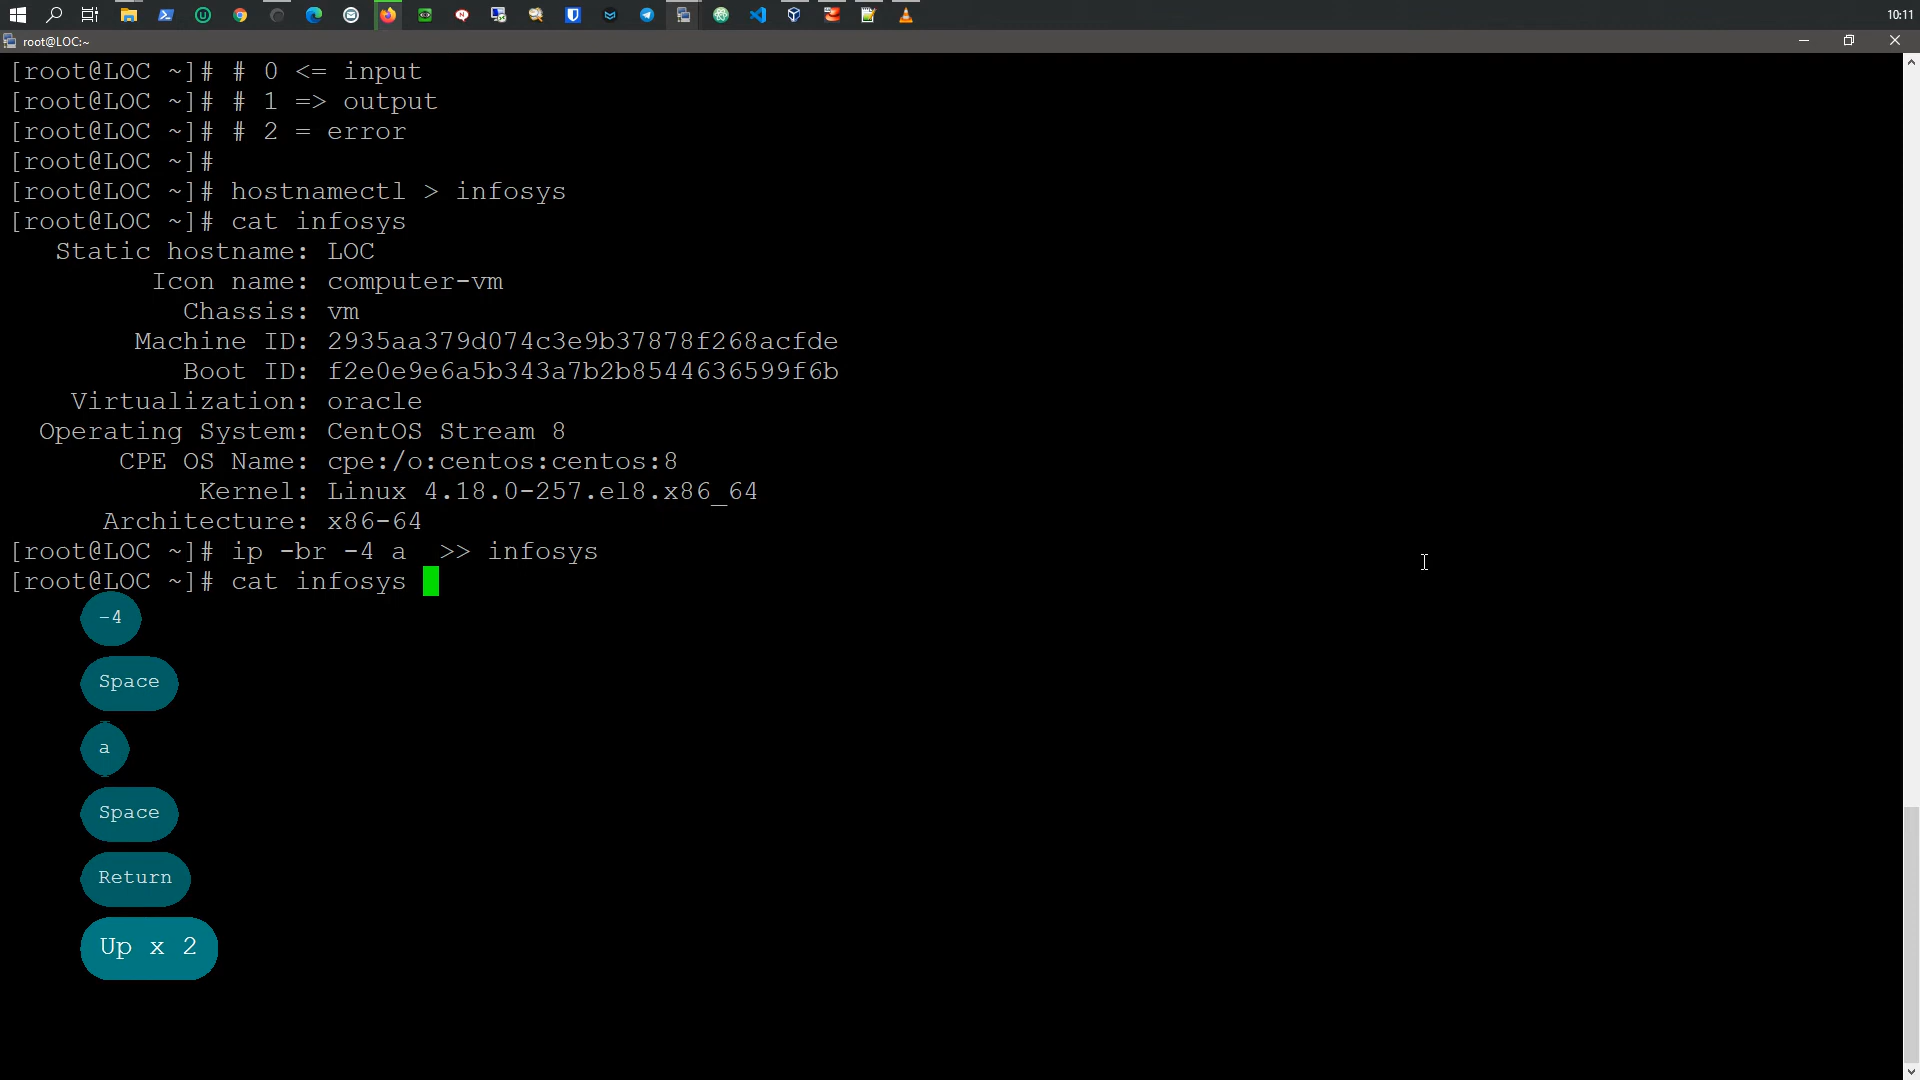 10:11
root@LOC:~
[root@LOC ~]# # 0 <= input
[root@LOC ~]# # 1 => output
[root@LOC ~]# # 2 = error
[root@LOC ~]#
[root@LOC ~]# hostnamectl > infosys
[root@LOC ~]# cat infosys
Static hostname: LOC
Icon name: computer-vm
Chassis: vm
Machine ID: 2935aa379d074c3e9b37878f268acfde
Boot ID: f2e0e9e6a5b343a7b2b8544636599f6b
Virtualization: oracle
Operating System: CentOS Stream 8
CPE OS Name: cpe:/o:centos:centos:8
Kernel: Linux 4.18.0-257.el8.x86_64
Architecture: x86-64
[root@LOC ~]# ip -br -4 a  >> infosys
[root@LOC ~]# cat infosys
-4
Space
a
Space
Return
Up x 2